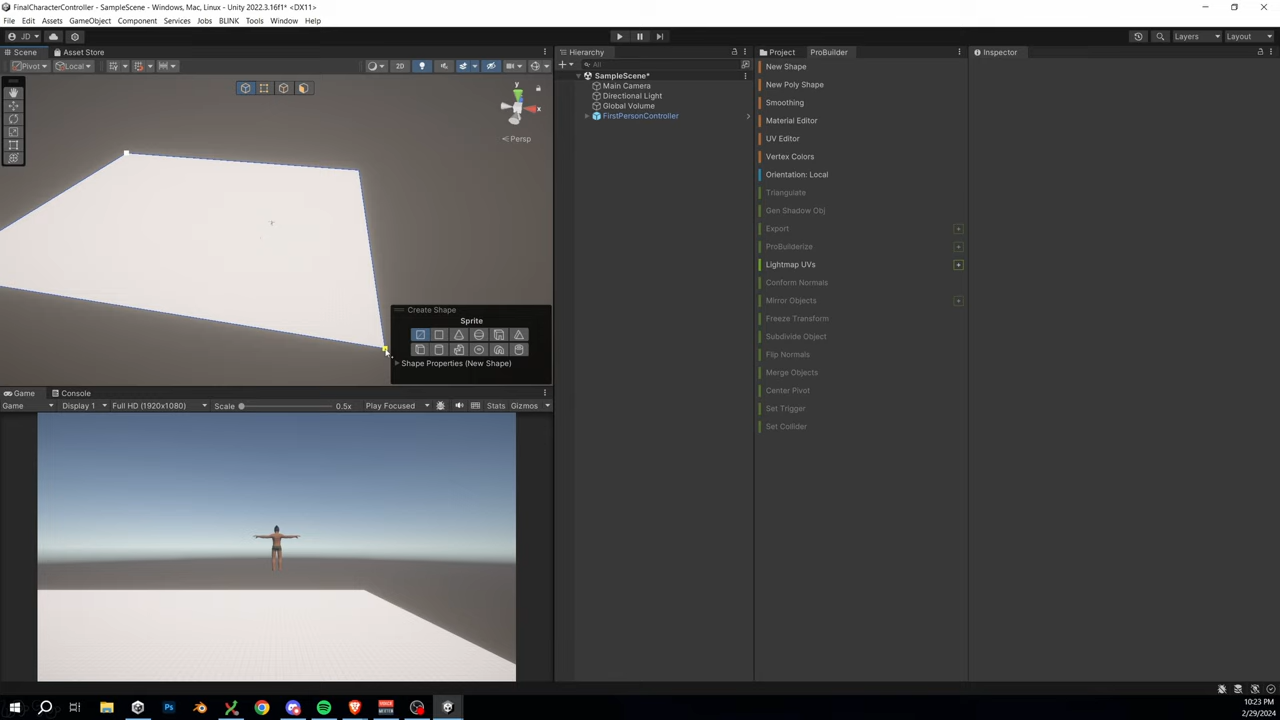 FinalCharacterController - SampleScene - Windows, Mac, Linux - Unity 2022.3.16f1* <DX11>
File Edit Assets GameObject Component Services Jobs BLINK Tools Window Help
JD Layers Layout
Scene Asset Store
Pivot Local 2D
y
x
Persp
Create Shape
Sprite
Shape Properties (New Shape)
Game Console
Game Display 1 Full HD (1920x1080) Scale 0.5x Play Focused Stats Gizmos
Hierarchy
All
SampleScene*
Main Camera
Directional Light
Global Volume
FirstPersonController
Project ProBuilder
New Shape
New Poly Shape
Smoothing
Material Editor
UV Editor
Vertex Colors
Orientation: Local
Triangulate
Gen Shadow Obj
Export
ProBuilderize
Lightmap UVs
Conform Normals
Mirror Objects
Freeze Transform
Subdivide Object
Flip Normals
Merge Objects
Center Pivot
Set Trigger
Set Collider
Inspector
10:23 PM
2/29/2024